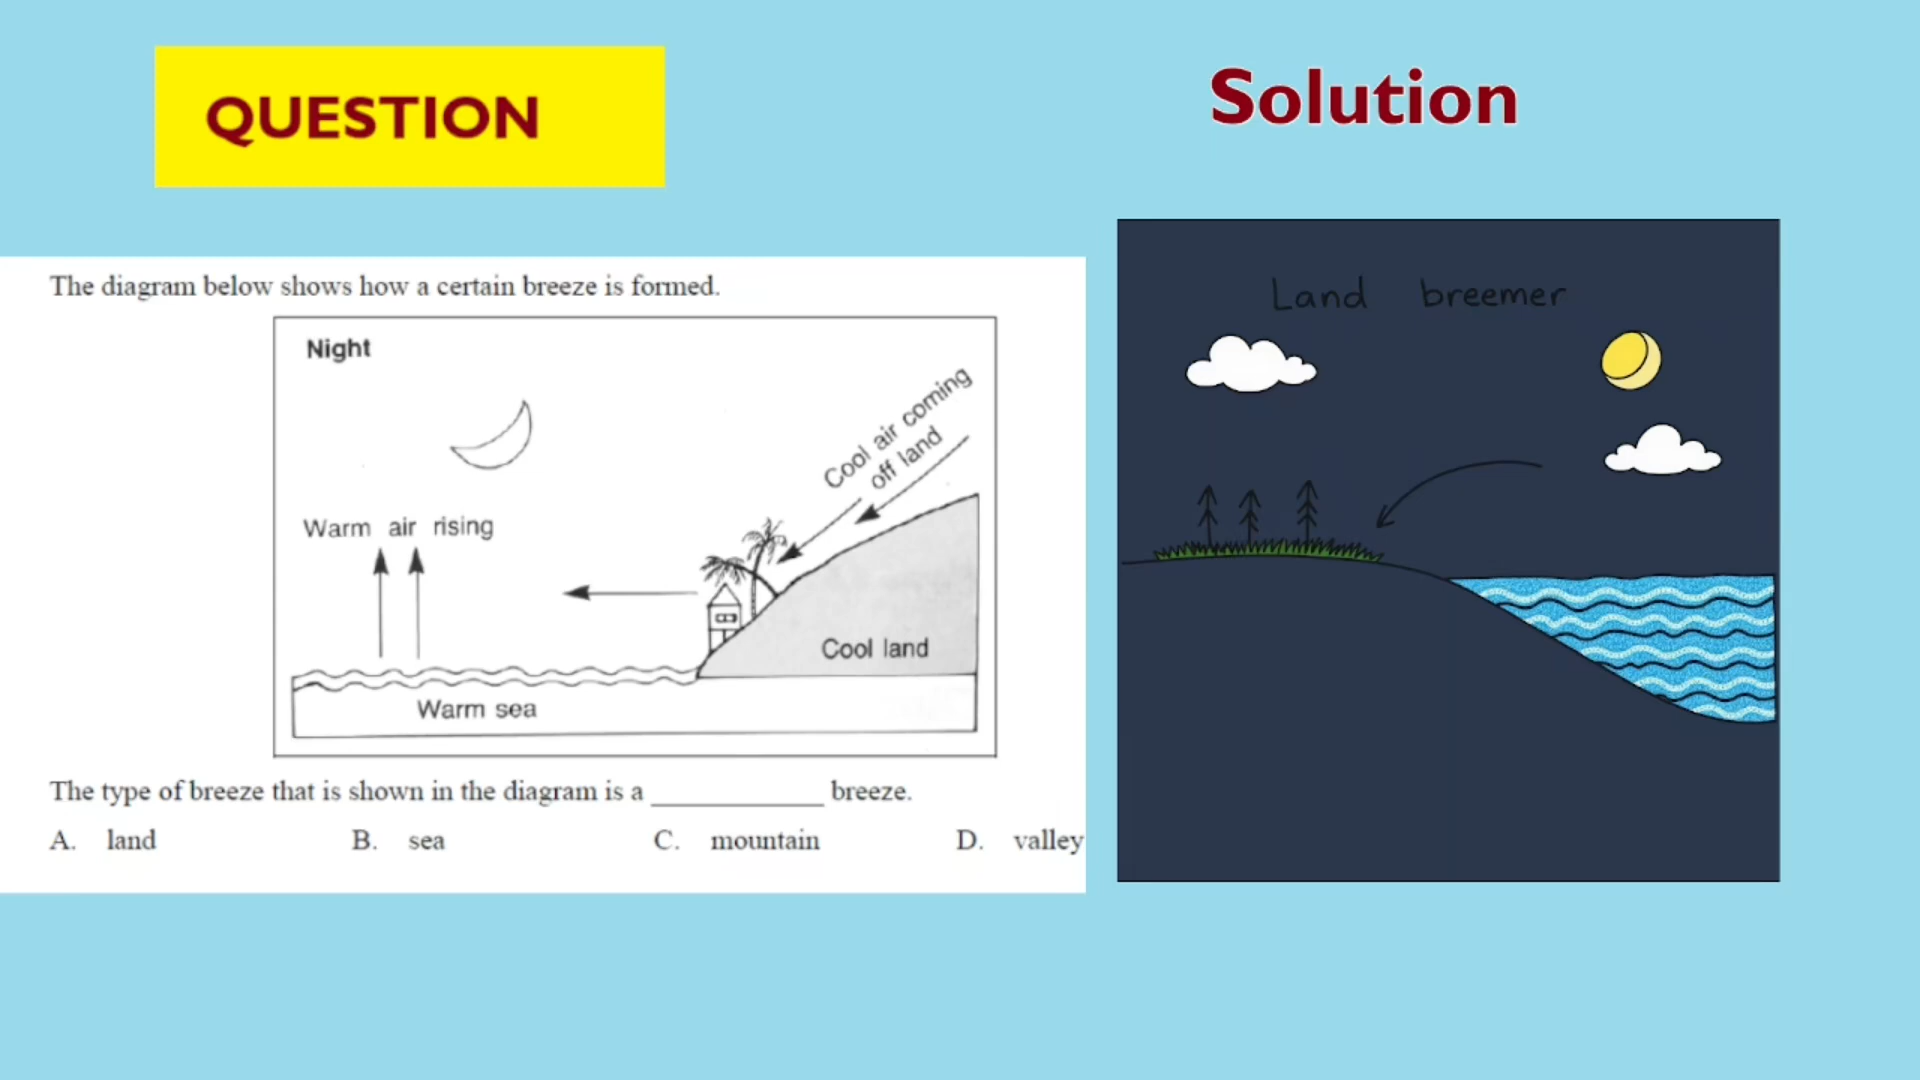 QUESTION
Solution
The diagram below shows how a certain breeze is formed.
Night
Cool air coming
off land
Warm air rising
Cool land
Warm sea
The type of breeze that is shown in the diagram is a ____________ breeze.
A. land B. sea C. mountain D. valley
Land breemer